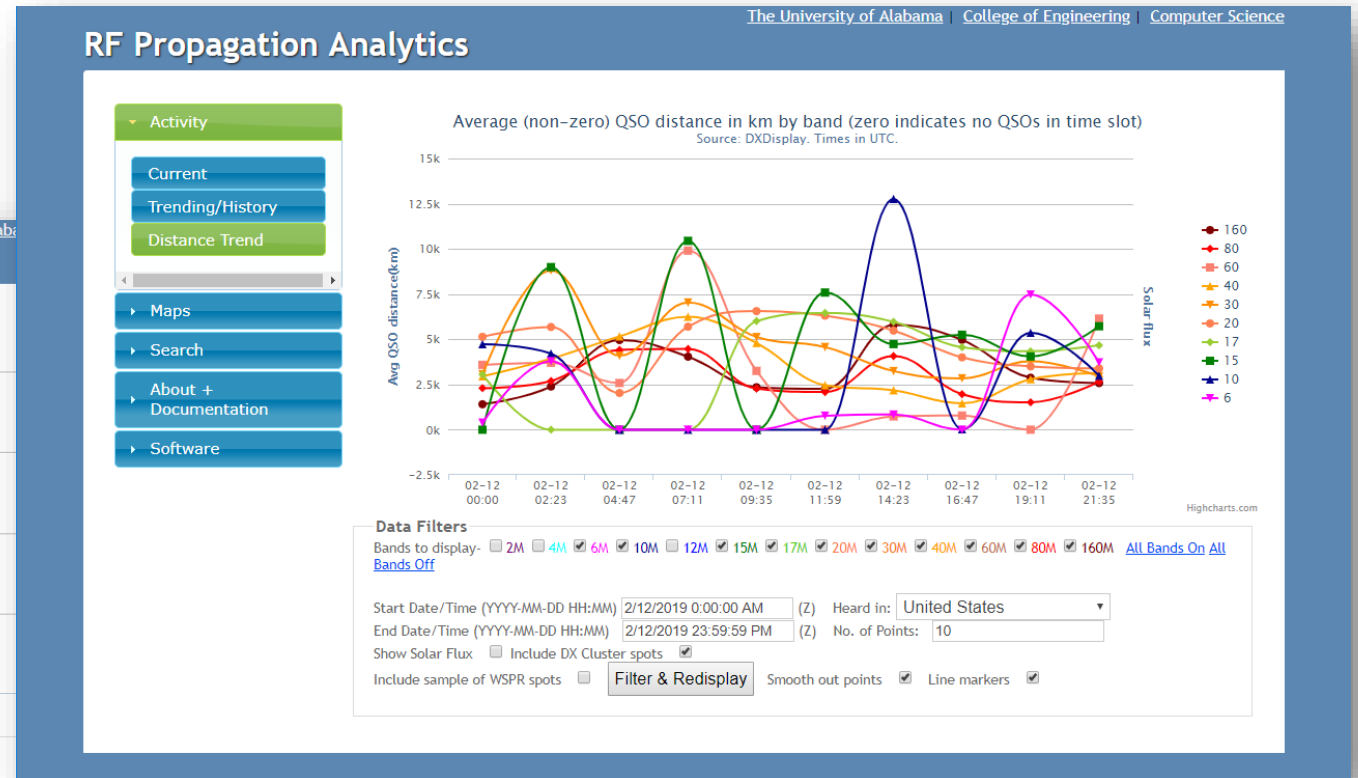 The University of Alabama | College of Engineering | Computer Science
RF Propagation Analytics
Activity
Current
Trending/History
Distance Trend
Maps
Search
About +
Documentation
Software
Average (non-zero) QSO distance in km by band (zero indicates no QSOs in time slot)
Source: DXDisplay. Times in UTC.
Avg QSO distance(km)
15k
12.5k
10k
7.5k
5k
2.5k
0k
-2.5k
02-12 02-12 02-12 02-12 02-12 02-12 02-12 02-12 02-12 02-12
00:00 02:23 04:47 07:11 09:35 11:59 14:23 16:47 19:11 21:35
Solar flux
160
80
60
40
30
20
17
15
10
6
Highcharts.com
Data Filters
Bands to display- 2M 4M 6M 10M 12M 15M 17M 20M 30M 40M 60M 80M 160M All Bands On All
Bands Off
Start Date/Time (YYYY-MM-DD HH:MM) 2/12/2019 0:00:00 AM (Z) Heard in: United States
End Date/Time (YYYY-MM-DD HH:MM) 2/12/2019 23:59:59 PM (Z) No. of Points: 10
Show Solar Flux Include DX Cluster spots
Include sample of WSPR spots Filter & Redisplay Smooth out points Line markers